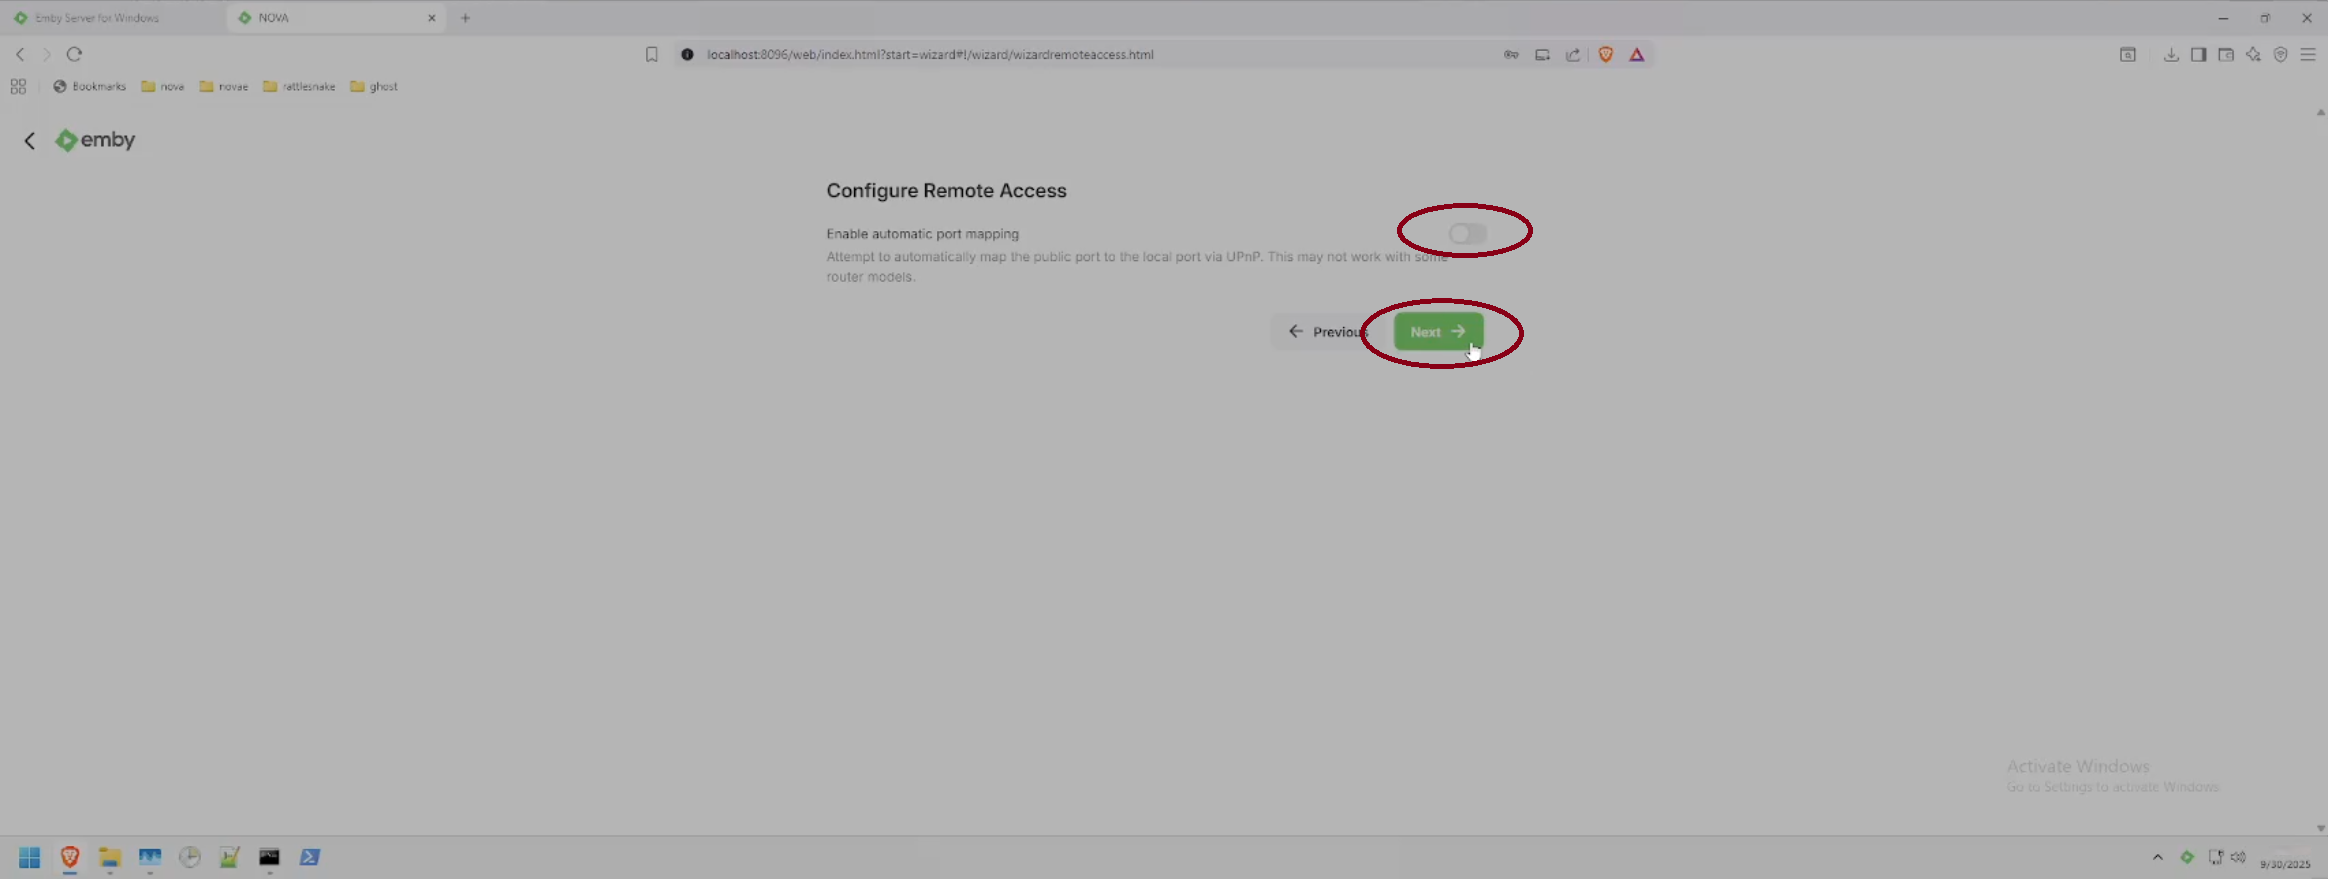 Emby Server for Windows
NOVA
localhost:8096/web/index.html?start=wizard#!/wizard/wizardremoteaccess.html
Bookmarks
nova
novae
rattlesnake
ghost
emby
Configure Remote Access
Enable automatic port mapping
Attempt to automatically map the public port to the local port via UPnP. This may not work with some
router models.
Previous
Next
Activate Windows
Go to Settings to activate Windows.
9/30/2025